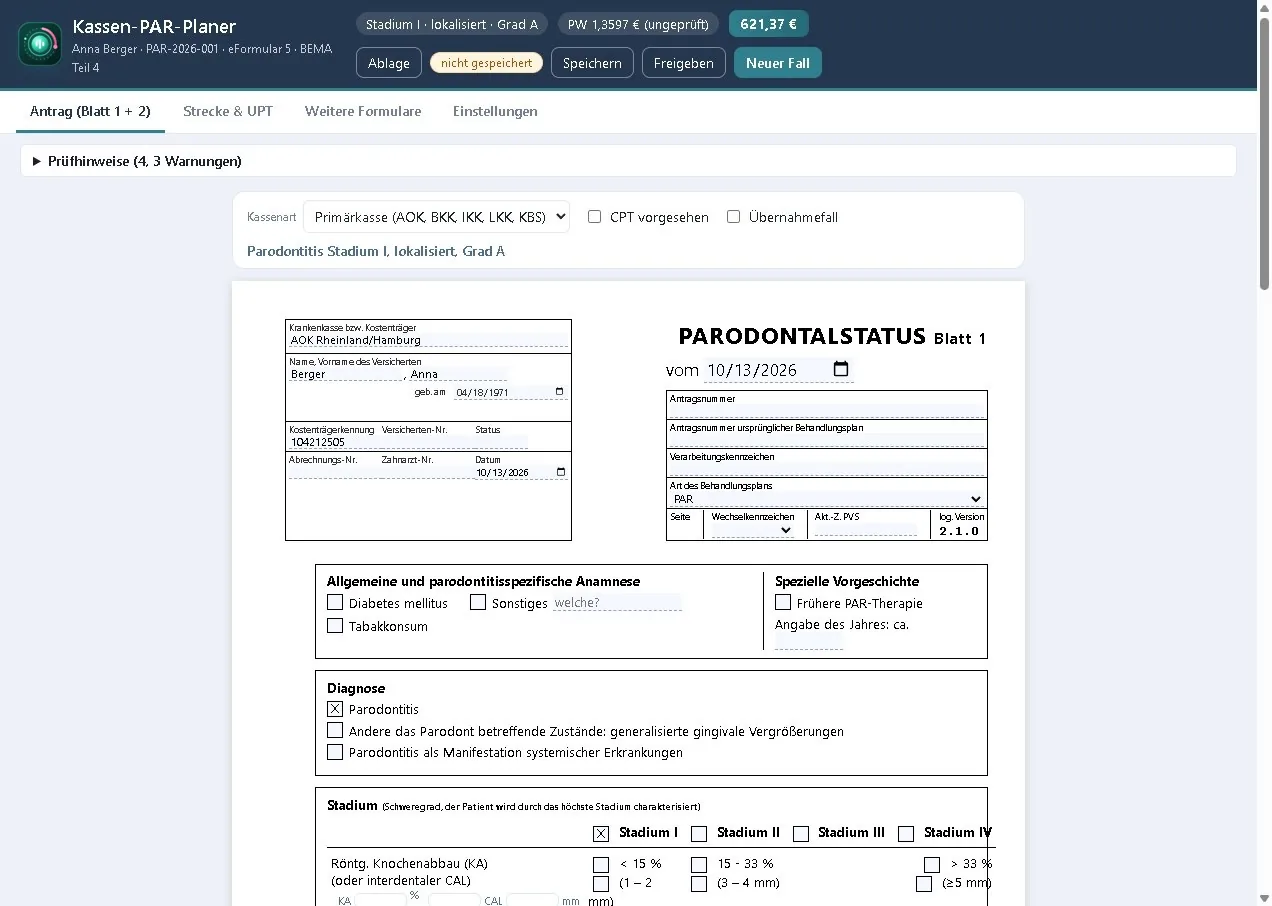 Kassen-PAR-Planer
Anna Berger · PAR-2026-001 · eFormular 5 · BEMA
Teil 4
Stadium I · lokalisiert · Grad A
PW 1,3597 € (ungeprüft)
621,37 €
Ablage
nicht gespeichert
Speichern
Freigeben
Neuer Fall
Antrag (Blatt 1 + 2)
Strecke & UPT
Weitere Formulare
Einstellungen
Prüfhinweise (4, 3 Warnungen)
Kassenart
Primärkasse (AOK, BKK, IKK, LKK, KBS)
CPT vorgesehen
Übernahmefall
Parodontitis Stadium I, lokalisiert, Grad A
Krankenkasse bzw. Kostenträger
AOK Rheinland/Hamburg
Name, Vorname des Versicherten
Berger , Anna
geb.am 04/18/1971
Kostenträgerkennung Versicherten-Nr. Status
104212505
Abrechnungs-Nr. Zahnarzt-Nr. Datum
10/13/2026
PARODONTALSTATUS Blatt 1
vom 10/13/2026
Antragsnummer
Antragsnummer ursprünglicher Behandlungsplan
Verarbeitungskennzeichen
Art des Behandlungsplans
PAR
Seite Wechselkennzeichen Akt.-Z. PVS log. Version
2.1.0
Allgemeine und parodontitisspezifische Anamnese
Diabetes mellitus
Sonstiges welche?
Tabakkonsum
Spezielle Vorgeschichte
Frühere PAR-Therapie
Angabe des Jahres: ca.
Diagnose
X Parodontitis
Andere das Parodont betreffende Zustände: generalisierte gingivale Vergrößerungen
Parodontitis als Manifestation systemischer Erkrankungen
Stadium (Schweregrad, der Patient wird durch das höchste Stadium charakterisiert)
X Stadium I Stadium II Stadium III Stadium IV
Röntg. Knochenabbau (KA) < 15 % 15 - 33 % > 33 %
(oder interdentaler CAL) (1 – 2 (3 – 4 mm) (≥ 5 mm)
KA % CAL mm mm)